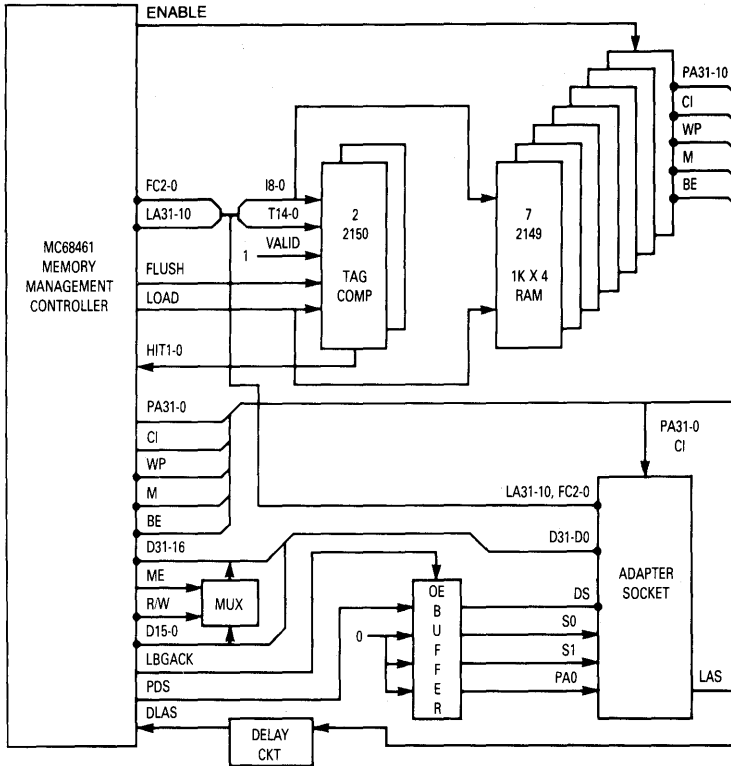 ENABLE
PA31-10
CI
WP
M
BE
FC2-0
I8-0
LA31-10
T14-0
VALID
1
FLUSH
LOAD
HIT1-0
2
2150
TAG
COMP
7
2149
1K X 4
RAM
MC68461
MEMORY
MANAGEMENT
CONTROLLER
PA31-0
CI
WP
M
BE
D31-16
ME
R/W
D15-0
LBGACK
PDS
DLAS
MUX
0
OE
B
U
F
F
E
R
PA31-0
CI
LA31-10, FC2-0
D31-D0
DS
S0
S1
PA0
ADAPTER
SOCKET
LAS
DELAY
CKT